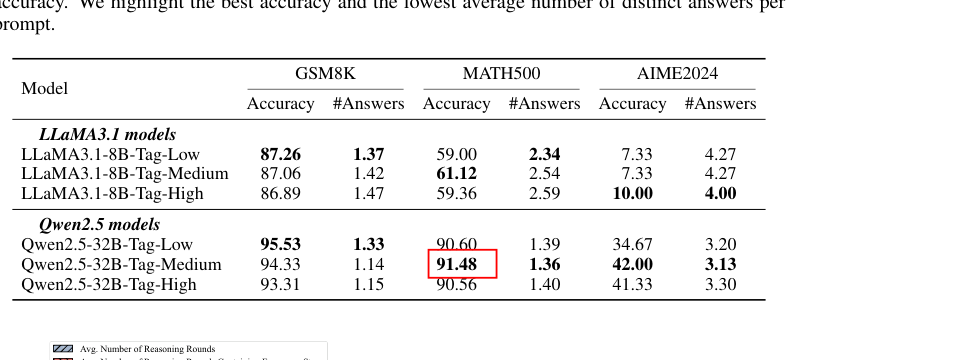 accuracy. We highlight the best accuracy and the lowest average number of distinct answers per
prompt.
Model GSM8K MATH500 AIME2024
Accuracy #Answers Accuracy #Answers Accuracy #Answers
LLaMA3.1 models
LLaMA3.1-8B-Tag-Low 87.26 1.37 59.00 2.34 7.33 4.27
LLaMA3.1-8B-Tag-Medium 87.06 1.42 61.12 2.54 7.33 4.27
LLaMA3.1-8B-Tag-High 86.89 1.47 59.36 2.59 10.00 4.00
Qwen2.5 models
Qwen2.5-32B-Tag-Low 95.53 1.33 90.60 1.39 34.67 3.20
Qwen2.5-32B-Tag-Medium 94.33 1.14 91.48 1.36 42.00 3.13
Qwen2.5-32B-Tag-High 93.31 1.15 90.56 1.40 41.33 3.30
Avg. Number of Reasoning Rounds